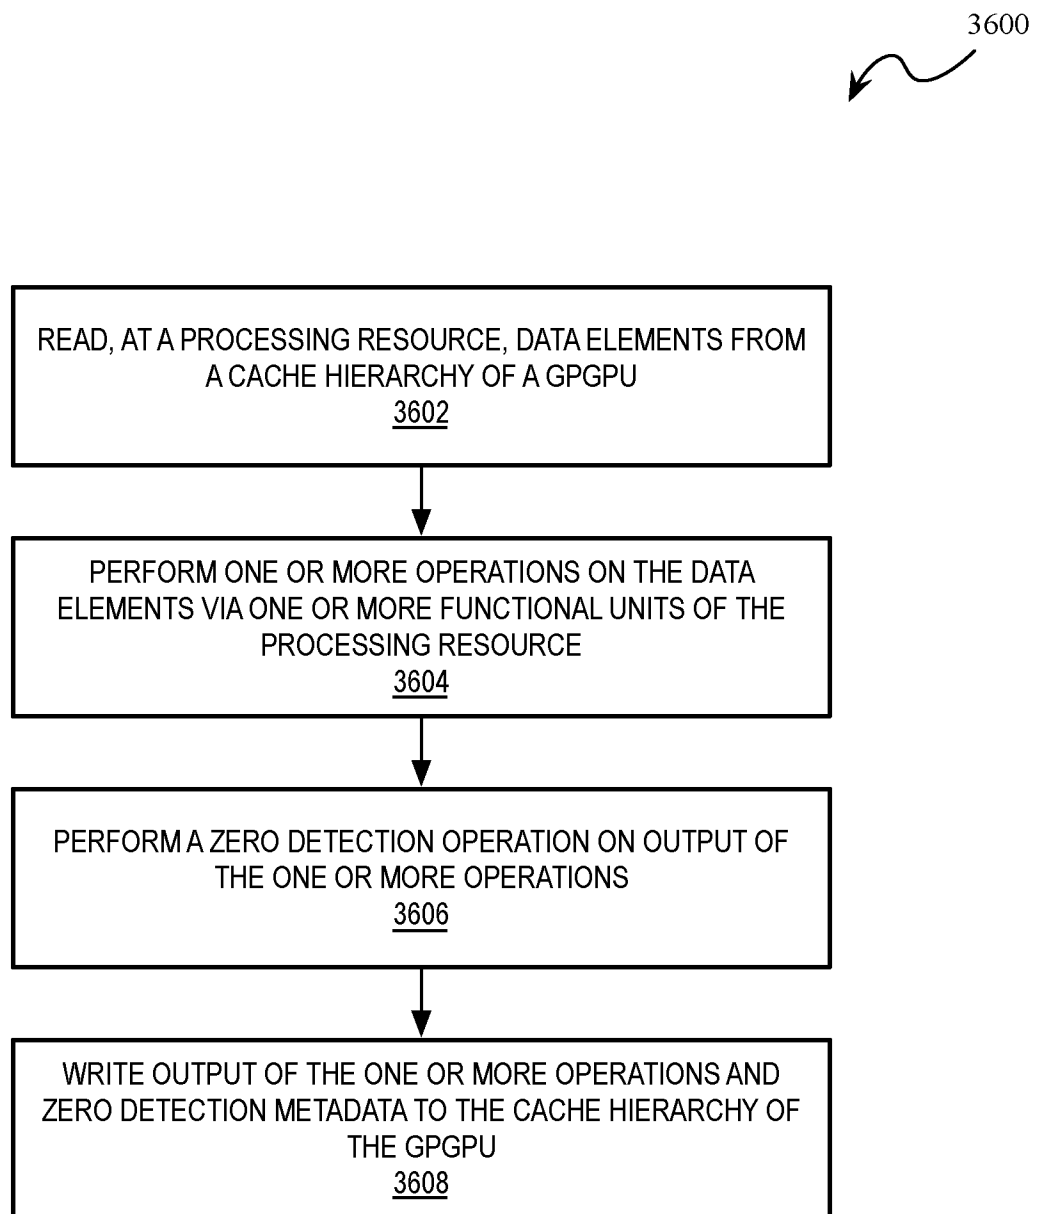 3600
READ, AT A PROCESSING RESOURCE, DATA ELEMENTS FROM
A CACHE HIERARCHY OF A GPGPU
3602
PERFORM ONE OR MORE OPERATIONS ON THE DATA
ELEMENTS VIA ONE OR MORE FUNCTIONAL UNITS OF THE
PROCESSING RESOURCE
3604
PERFORM A ZERO DETECTION OPERATION ON OUTPUT OF
THE ONE OR MORE OPERATIONS
3606
WRITE OUTPUT OF THE ONE OR MORE OPERATIONS AND
ZERO DETECTION METADATA TO THE CACHE HIERARCHY OF
THE GPGPU
3608